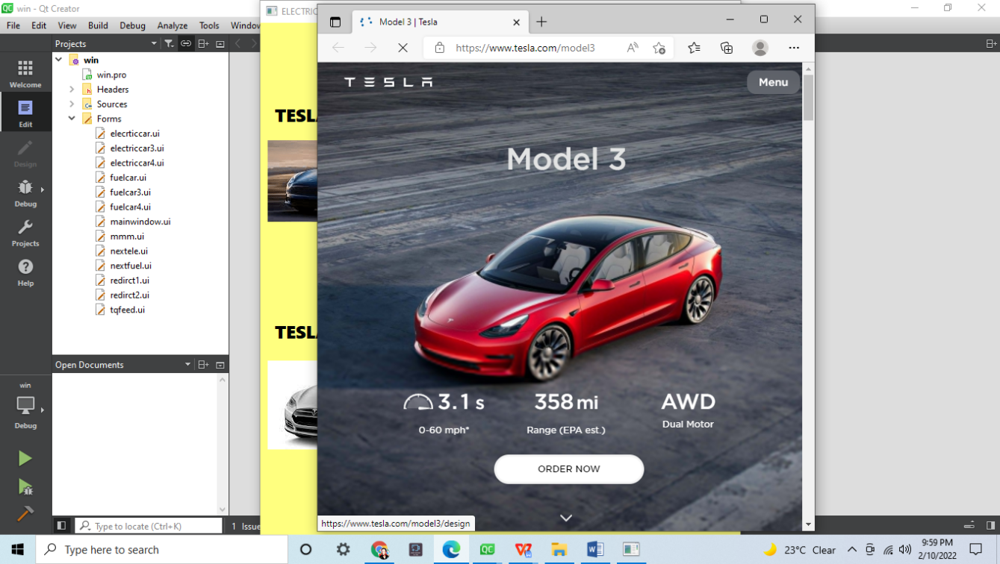 win - Qt Creator
File Edit View Build Debug Analyze Tools Window
Projects
Welcome
Edit
Design
Debug
Projects
Help
win
win.pro
Headers
Sources
Forms
elecrticcar.ui
electriccar3.ui
electriccar4.ui
fuelcar.ui
fuelcar3.ui
fuelcar4.ui
mainwindow.ui
mmm.ui
nextele.ui
nextfuel.ui
redirct1.ui
redirct2.ui
tqfeed.ui
Open Documents
win
Debug
Type to locate (Ctrl+K)
1 Issue
ELECTRIC
TESLA
TESLA
Model 3 | Tesla
https://www.tesla.com/model3
TESLA
Menu
Model 3
3.1 s
0-60 mph*
358 mi
Range (EPA est.)
AWD
Dual Motor
ORDER NOW
https://www.tesla.com/model3/design
Type here to search
23°C Clear
9:59 PM
2/10/2022